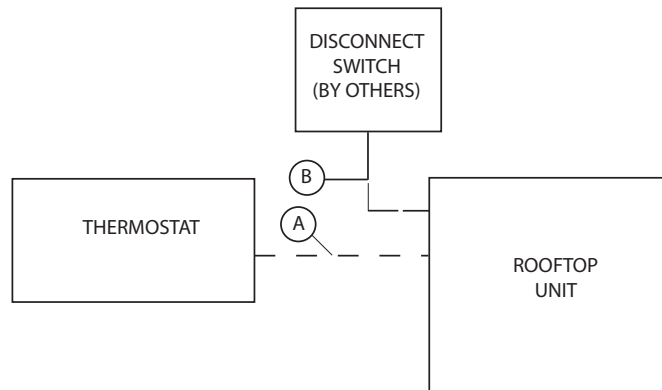 DISCONNECT
SWITCH
(BY OTHERS)
B
THERMOSTAT
A
ROOFTOP
UNIT